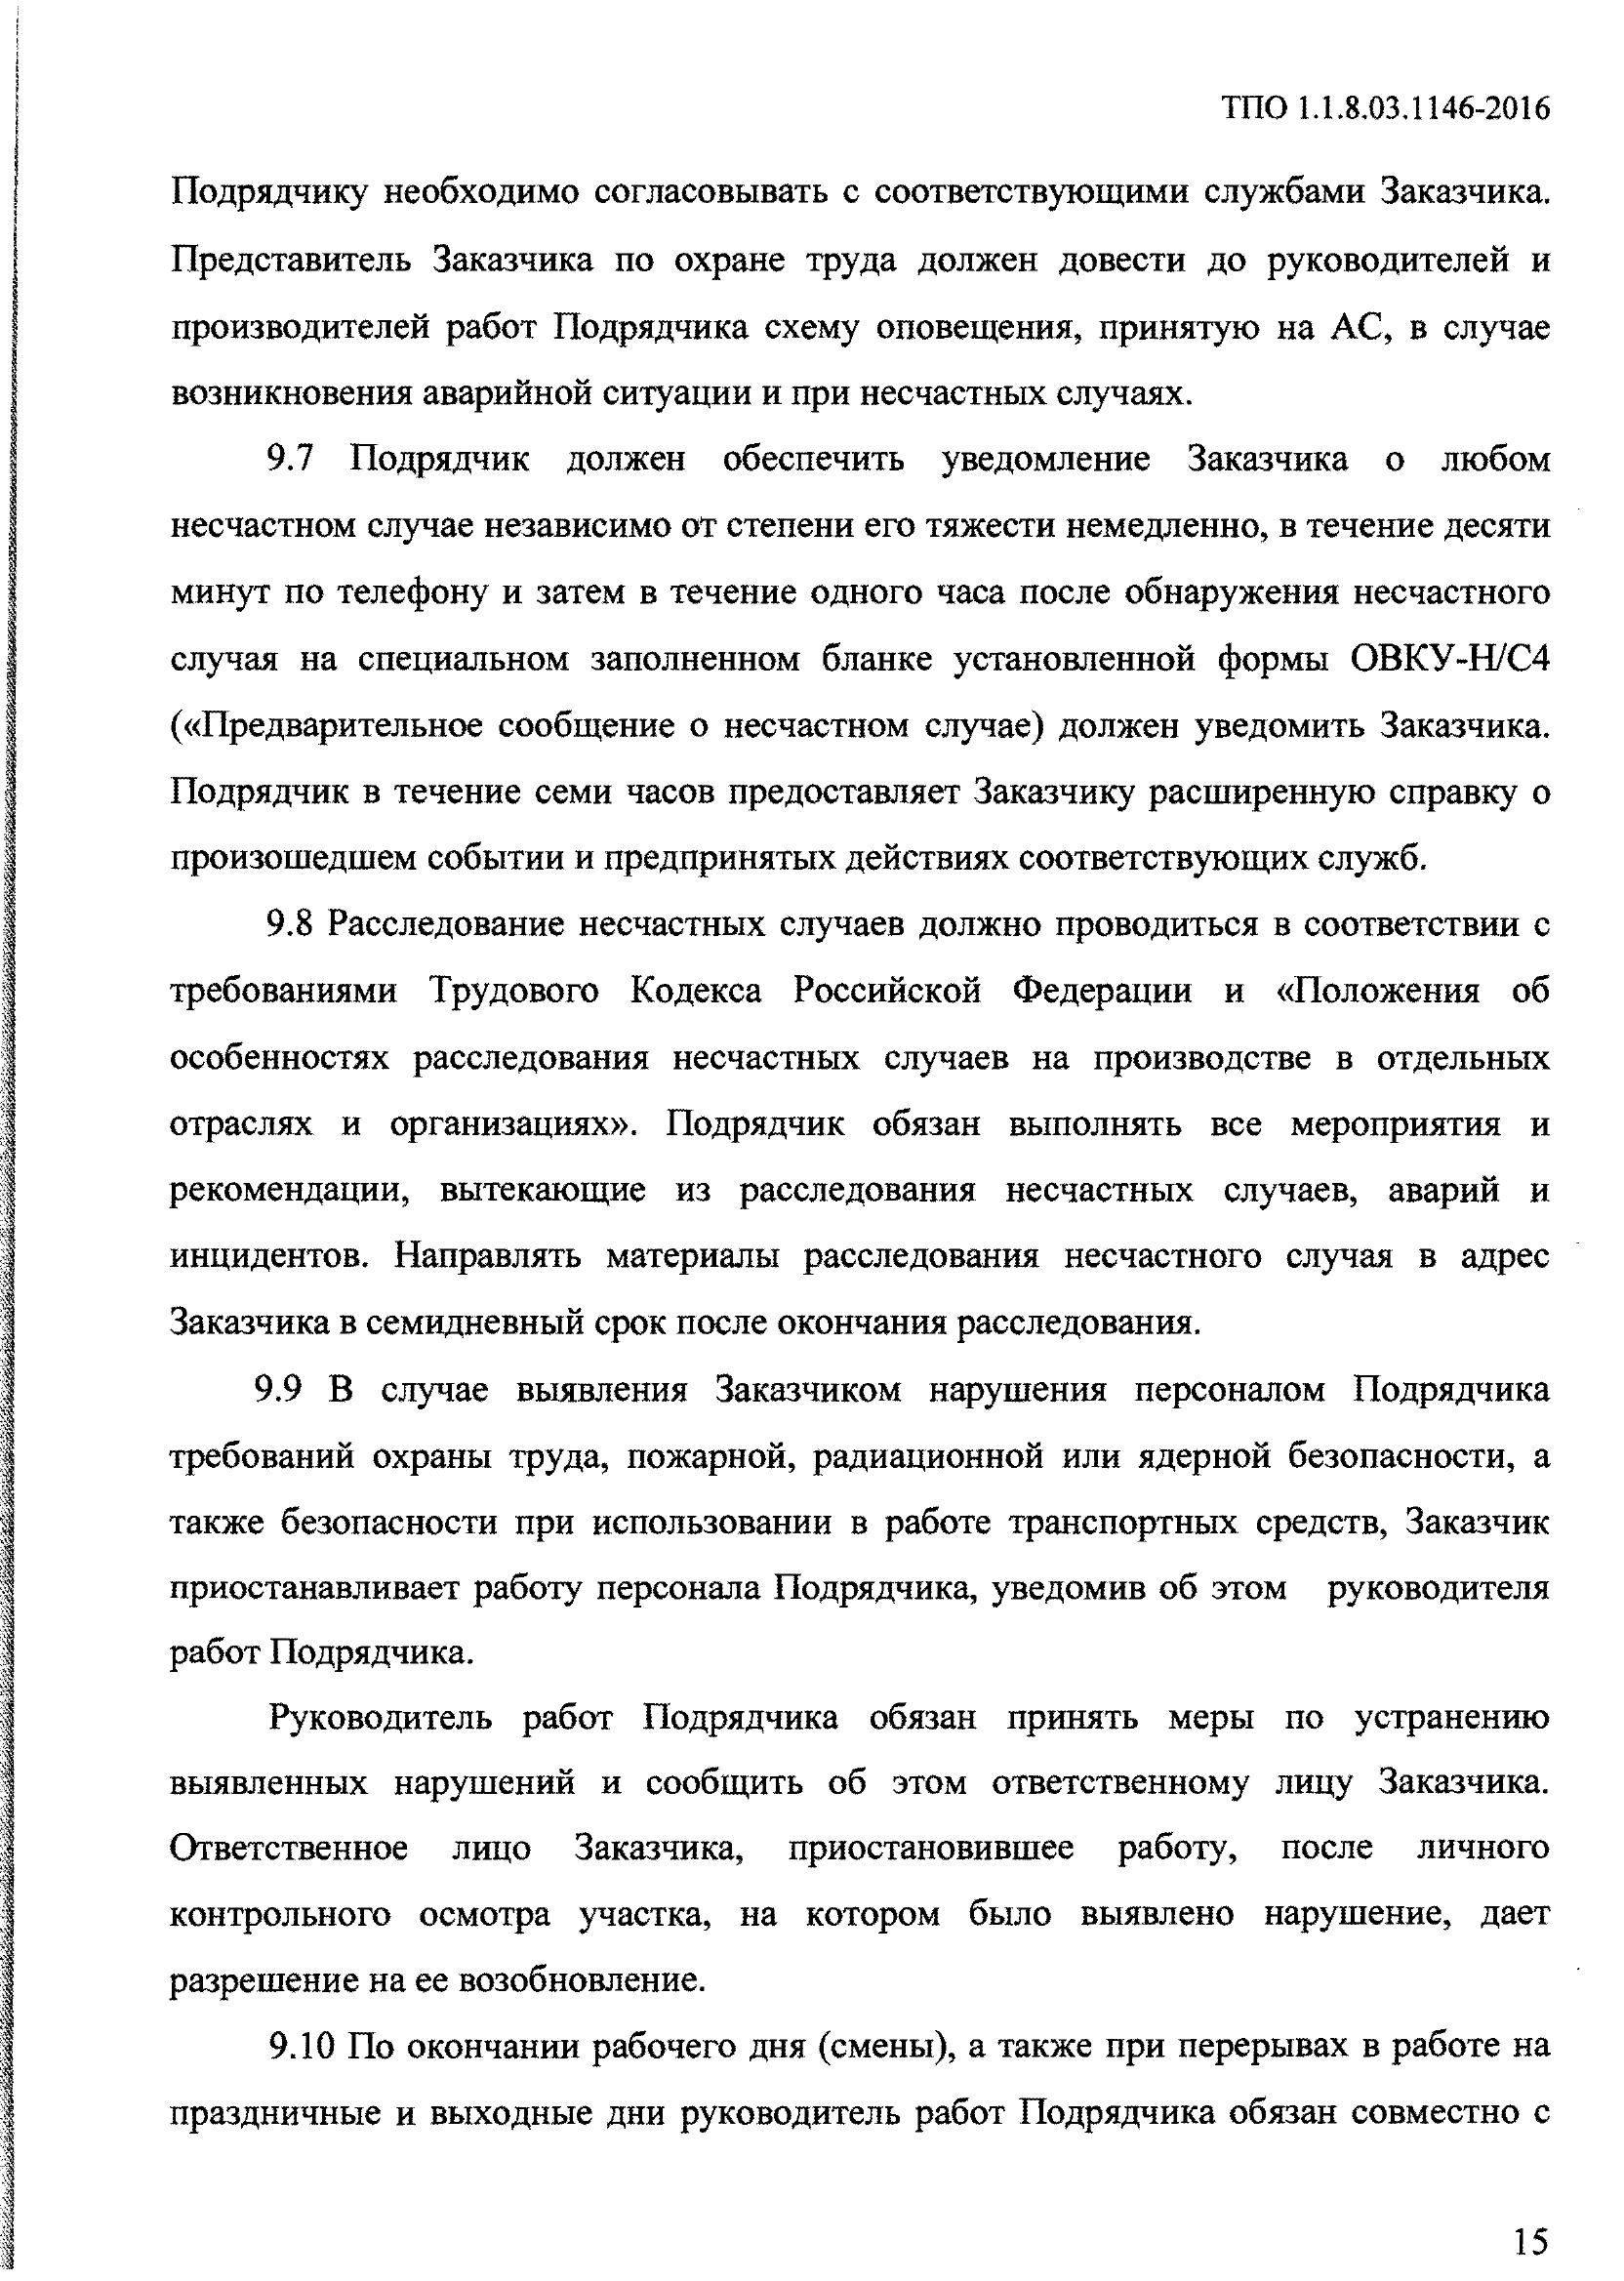 ТПО 1.1.8.03.1146-2016
Подрядчику необходимо согласовывать с соответствующими службами Заказчика.
Представитель Заказчика по охране труда должен довести до руководителей и
производителей работ Подрядчика схему оповещения, принятую на АС, в случае
возникновения аварийной ситуации и при несчастных случаях.
9.7 Подрядчик должен обеспечить уведомление Заказчика о любом
несчастном случае независимо от степени его тяжести немедленно, в течение десяти
минут по телефону и затем в течение одного часа после обнаружения несчастного
случая на специальном заполненном бланке установленной формы ОВКУ-Н/С4
(«Предварительное сообщение о несчастном случае) должен уведомить Заказчика.
Подрядчик в течение семи часов предоставляет Заказчику расширенную справку о
произошедшем событии и предпринятых действиях соответствующих служб.
9.8 Расследование несчастных случаев должно проводиться в соответствии с
требованиями Трудового Кодекса Российской Федерации и «Положения об
особенностях расследования несчастных случаев на производстве в отдельных
отраслях и организациях». Подрядчик обязан выполнять все мероприятия и
рекомендации, вытекающие из расследования несчастных случаев, аварий и
инцидентов. Направлять материалы расследования несчастного случая в адрес
Заказчика в семидневный срок после окончания расследования.
9.9 В случае выявления Заказчиком нарушения персоналом Подрядчика
требований охраны труда, пожарной, радиационной или ядерной безопасности, а
также безопасности при использовании в работе транспортных средств, Заказчик
приостанавливает работу персонала Подрядчика, уведомив об этом руководителя
работ Подрядчика.
Руководитель работ Подрядчика обязан принять меры по устранению
выявленных нарушений и сообщить об этом ответственному лицу Заказчика.
Ответственное лицо Заказчика, приостановившее работу, после личного
контрольного осмотра участка, на котором было выявлено нарушение, дает
разрешение на ее возобновление.
9.10 По окончании рабочего дня (смены), а также при перерывах в работе на
праздничные и выходные дни руководитель работ Подрядчика обязан совместно с
15